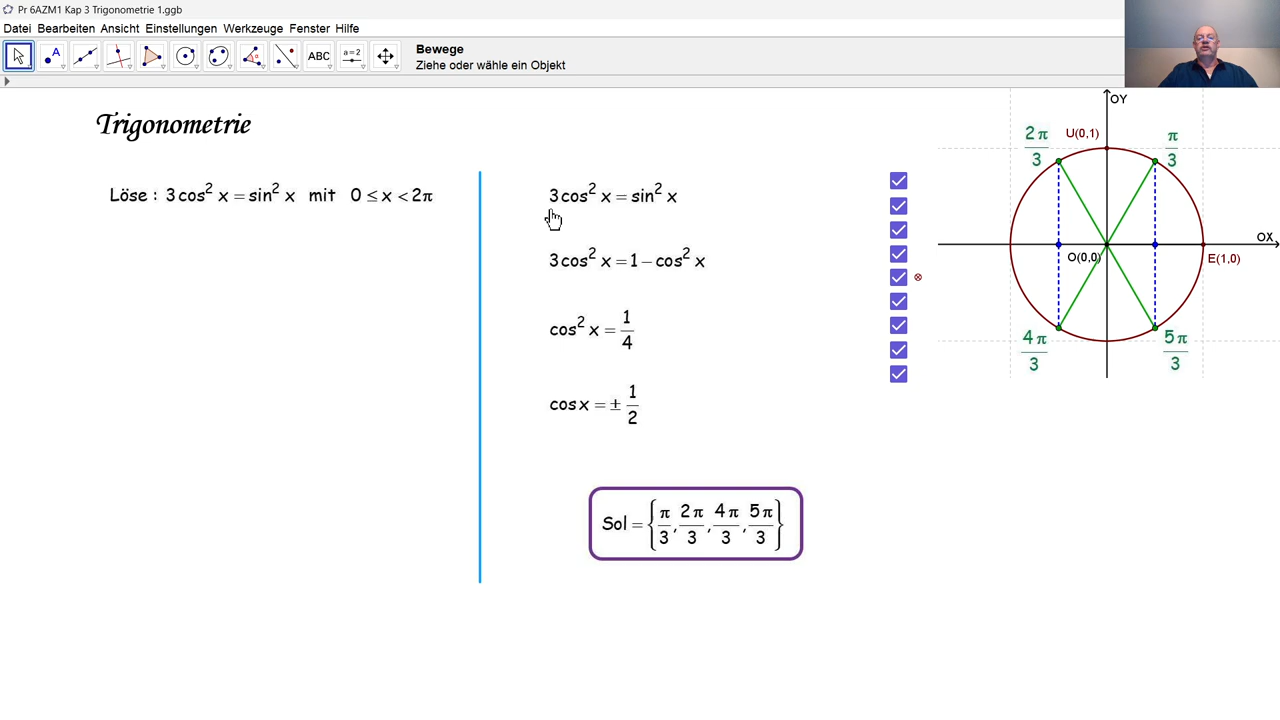 Pr 6AZM1 Kap 3 Trigonometrie 1.ggb
Datei Bearbeiten Ansicht Einstellungen Werkzeuge Fenster Hilfe
A
ABC
a=2
Bewege
Ziehe oder wähle ein Objekt
Trigonometrie
Löse : 3cos² x = sin² x mit 0 ≤ x < 2π
3cos² x = sin² x
3cos² x = 1 − cos² x
cos² x = 1/4
cos x = ± 1/2
Sol = {π/3, 2π/3, 4π/3, 5π/3}
OY
2π/3
U(0,1)
π/3
OX
O(0,0)
E(1,0)
4π/3
5π/3